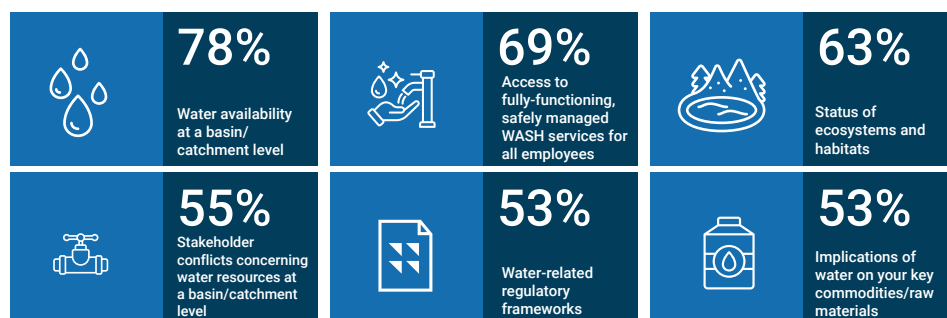 78%
Water availability
at a basin/
catchment level
69%
Access to
fully-functioning,
safely managed
WASH services for
all employees
63%
Status of
ecosystems and
habitats
55%
Stakeholder
conflicts concerning
water resources at
a basin/catchment
level
53%
Water-related
regulatory
frameworks
53%
Implications of
water on your key
commodities/raw
materials